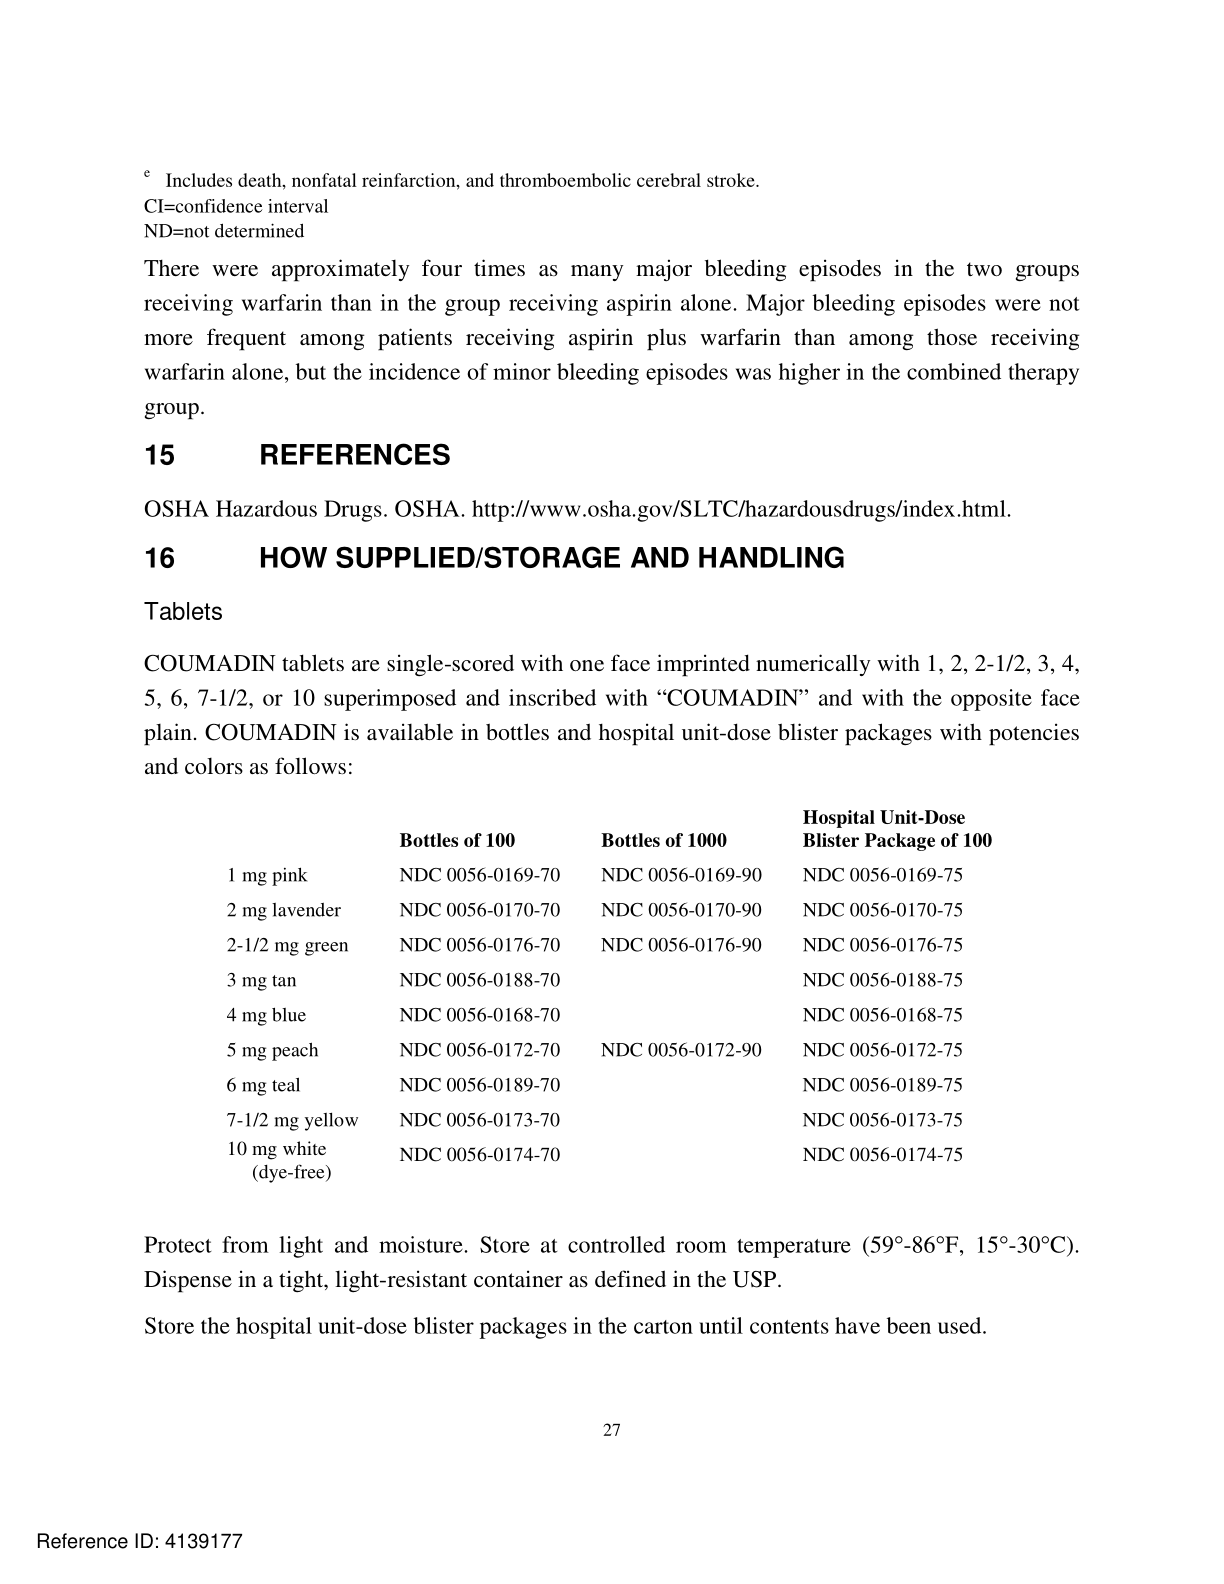 e Includes death, nonfatal reinfarction, and thromboembolic cerebral stroke.
CI=confidence interval
ND=not determined
There were approximately four times as many major bleeding episodes in the two groups
receiving warfarin than in the group receiving aspirin alone. Major bleeding episodes were not
more frequent among patients receiving aspirin plus warfarin than among those receiving
warfarin alone, but the incidence of minor bleeding episodes was higher in the combined therapy
group.
15 REFERENCES
OSHA Hazardous Drugs. OSHA. http://www.osha.gov/SLTC/hazardousdrugs/index.html.
16 HOW SUPPLIED/STORAGE AND HANDLING
Tablets
COUMADIN tablets are single-scored with one face imprinted numerically with 1, 2, 2-1/2, 3, 4,
5, 6, 7-1/2, or 10 superimposed and inscribed with “COUMADIN” and with the opposite face
plain. COUMADIN is available in bottles and hospital unit-dose blister packages with potencies
and colors as follows:
Hospital Unit-Dose
Bottles of 100 Bottles of 1000 Blister Package of 100
1 mg pink NDC 0056-0169-70 NDC 0056-0169-90 NDC 0056-0169-75
2 mg lavender NDC 0056-0170-70 NDC 0056-0170-90 NDC 0056-0170-75
2-1/2 mg green NDC 0056-0176-70 NDC 0056-0176-90 NDC 0056-0176-75
3 mg tan NDC 0056-0188-70 NDC 0056-0188-75
4 mg blue NDC 0056-0168-70 NDC 0056-0168-75
5 mg peach NDC 0056-0172-70 NDC 0056-0172-90 NDC 0056-0172-75
6 mg teal NDC 0056-0189-70 NDC 0056-0189-75
7-1/2 mg yellow NDC 0056-0173-70 NDC 0056-0173-75
10 mg white NDC 0056-0174-70 NDC 0056-0174-75
(dye-free)
Protect from light and moisture. Store at controlled room temperature (59°-86°F, 15°-30°C).
Dispense in a tight, light-resistant container as defined in the USP.
Store the hospital unit-dose blister packages in the carton until contents have been used.
27
Reference ID: 4139177